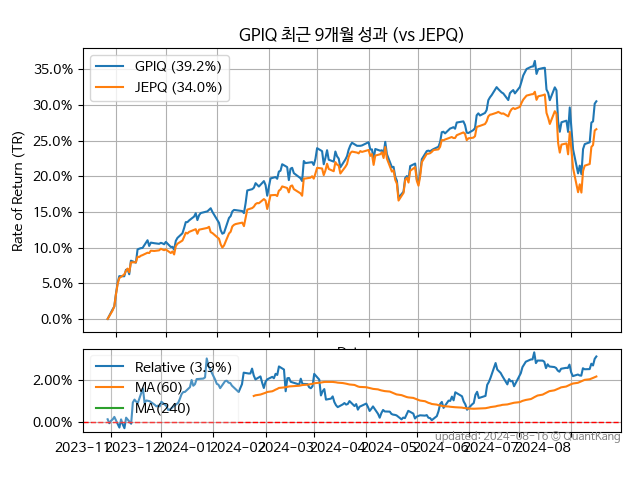 GPIQ 최근 9개월 성과 (vs JEPQ)
Rate of Return (TR)
35.0%
30.0%
25.0%
20.0%
15.0%
10.0%
5.0%
0.0%
GPIQ (39.2%)
JEPQ (34.0%)
2.00%
0.00%
Relative (3.9%)
MA(60)
MA(240)
2023-11 2023-12 2024-01 2024-02 2024-03 2024-04 2024-05 2024-06 2024-07 2024-08
updated: 2024-08-16 © QuantKang